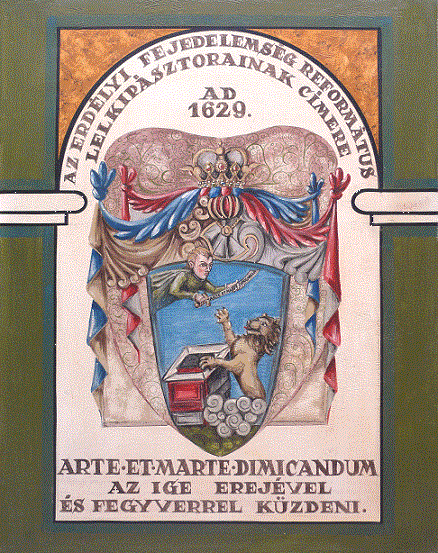 AZ ERDÉLYI FEJEDELEMSÉG REFORMÁTUS
LELKIPÁSZTORAINAK CÍMERE
AD
1629.
ARTE·ET·MARTE·DIMICANDUM
AZ IGE EREJÉVEL
ÉS FEGYVERREL KÜZDENI.